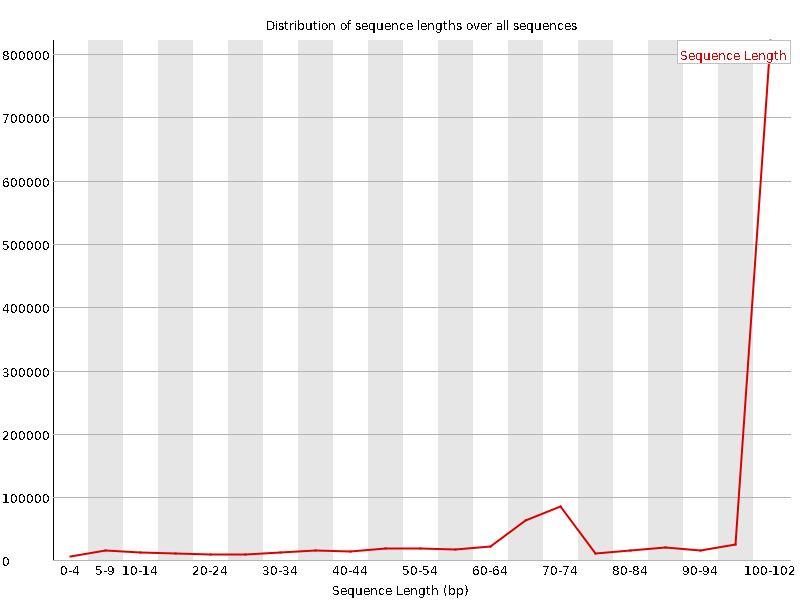 Distribution of sequence lengths over all sequences
Sequence Length
800000
700000
600000
500000
400000
300000
200000
100000
0
0-4 5-9 10-14 20-24 30-34 40-44 50-54 60-64 70-74 80-84 90-94 100-102
Sequence Length (bp)